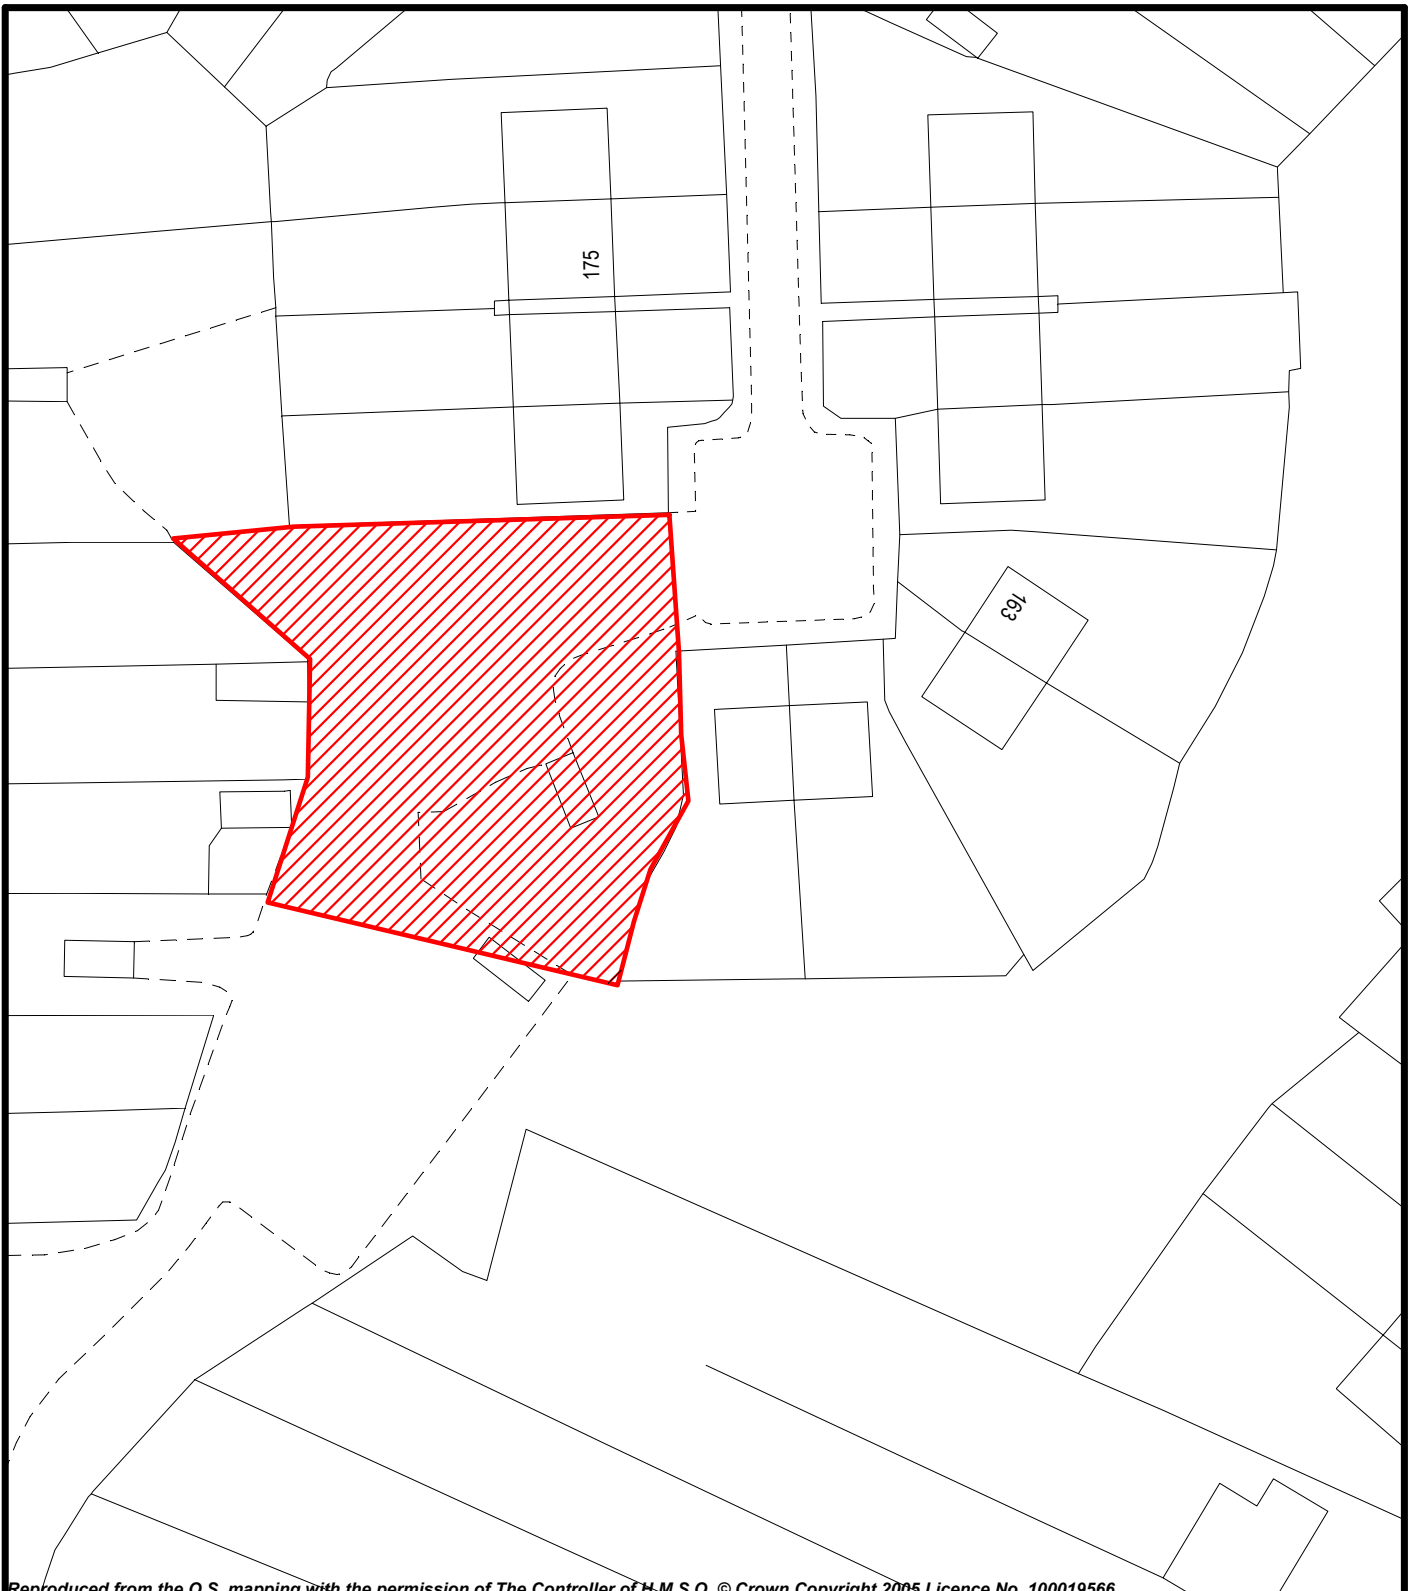 175
163
Reproduced from the O.S. mapping with the permission of The Controller of H.M.S.O. © Crown Copyright 2005 Licence No. 100019566